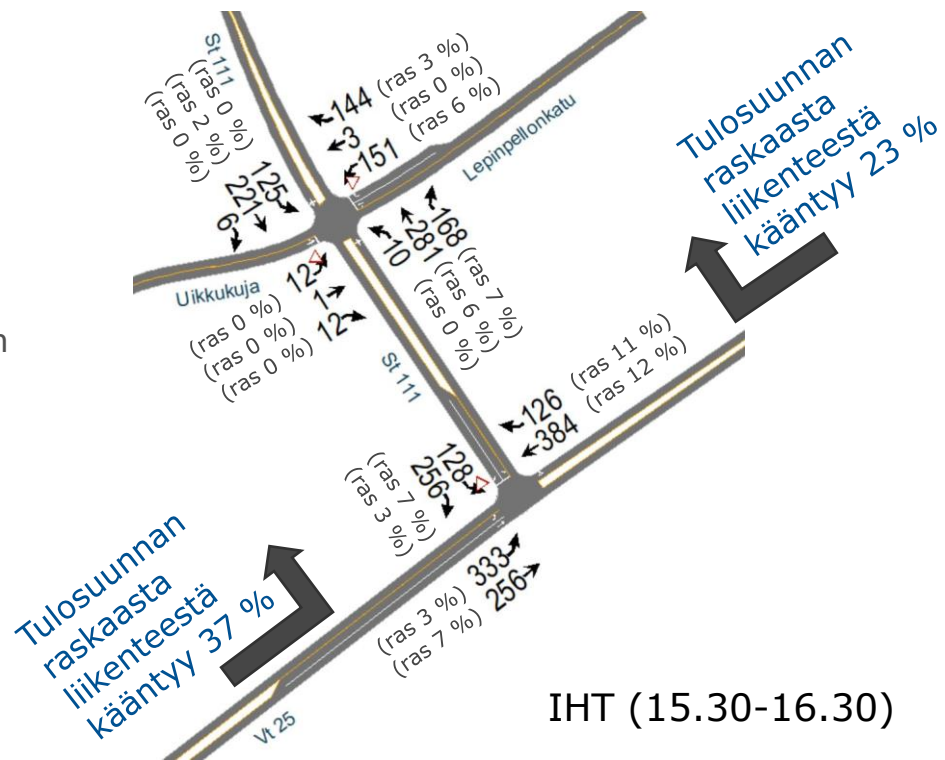 St 111
(ras 0 %)
(ras 2 %)
(ras 0 %)
125
221
6
144
3
151
(ras 3 %)
(ras 0 %)
(ras 6 %)
Lepinpellonkatu
Uikkukuja
12
1
12
(ras 0 %)
(ras 0 %)
(ras 0 %)
168
281
10
(ras 7 %)
(ras 6 %)
(ras 0 %)
Tulosuunnan
raskaasta
liikenteestä
kääntyy 23 %
n
St 111
126
384
(ras 11 %)
(ras 12 %)
128
256
(ras 7 %)
(ras 3 %)
333
256
(ras 3 %)
(ras 7 %)
Tulosuunnan
raskaasta
liikenteestä
kääntyy 37 %
Vt 25
IHT (15.30-16.30)